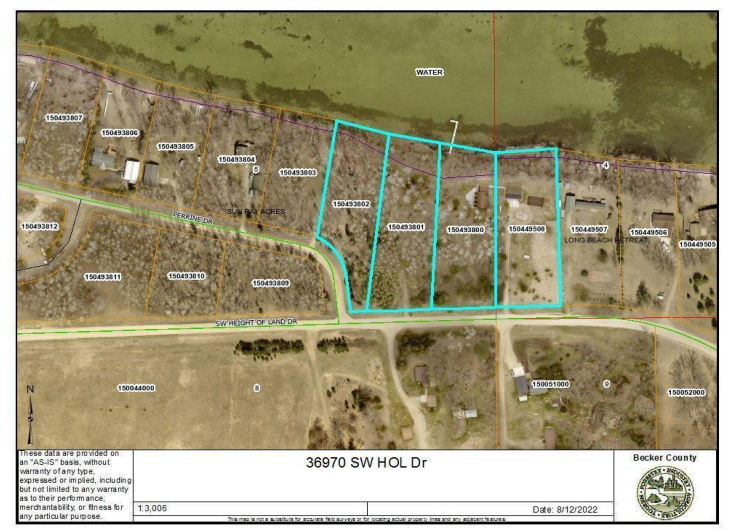 WATER
150493807
150493806
150493805
150493804
5
150493803
150493802
150493801
150493800
150449508
4
150449507
150449506
150449505
LONG BEACH RETREAT
SUN RAY ACRES
PERRINE DR
150493812
150493811
150493810
150493809
SW HEIGHT OF LAND DR
150044000
8
150051000
9
150052000
N
S
These data are provided on
an "AS-IS" basis, without
warranty of any type,
expressed or implied, including
but not limited to any warranty
as to their performance,
merchantability, or fitness for
any particular purpose.
36970 SW HOL Dr
1:3,006
Date: 8/12/2022
This map is not a substitute for accurate field surveys or for locating actual property lines and any adjacent features.
Becker County